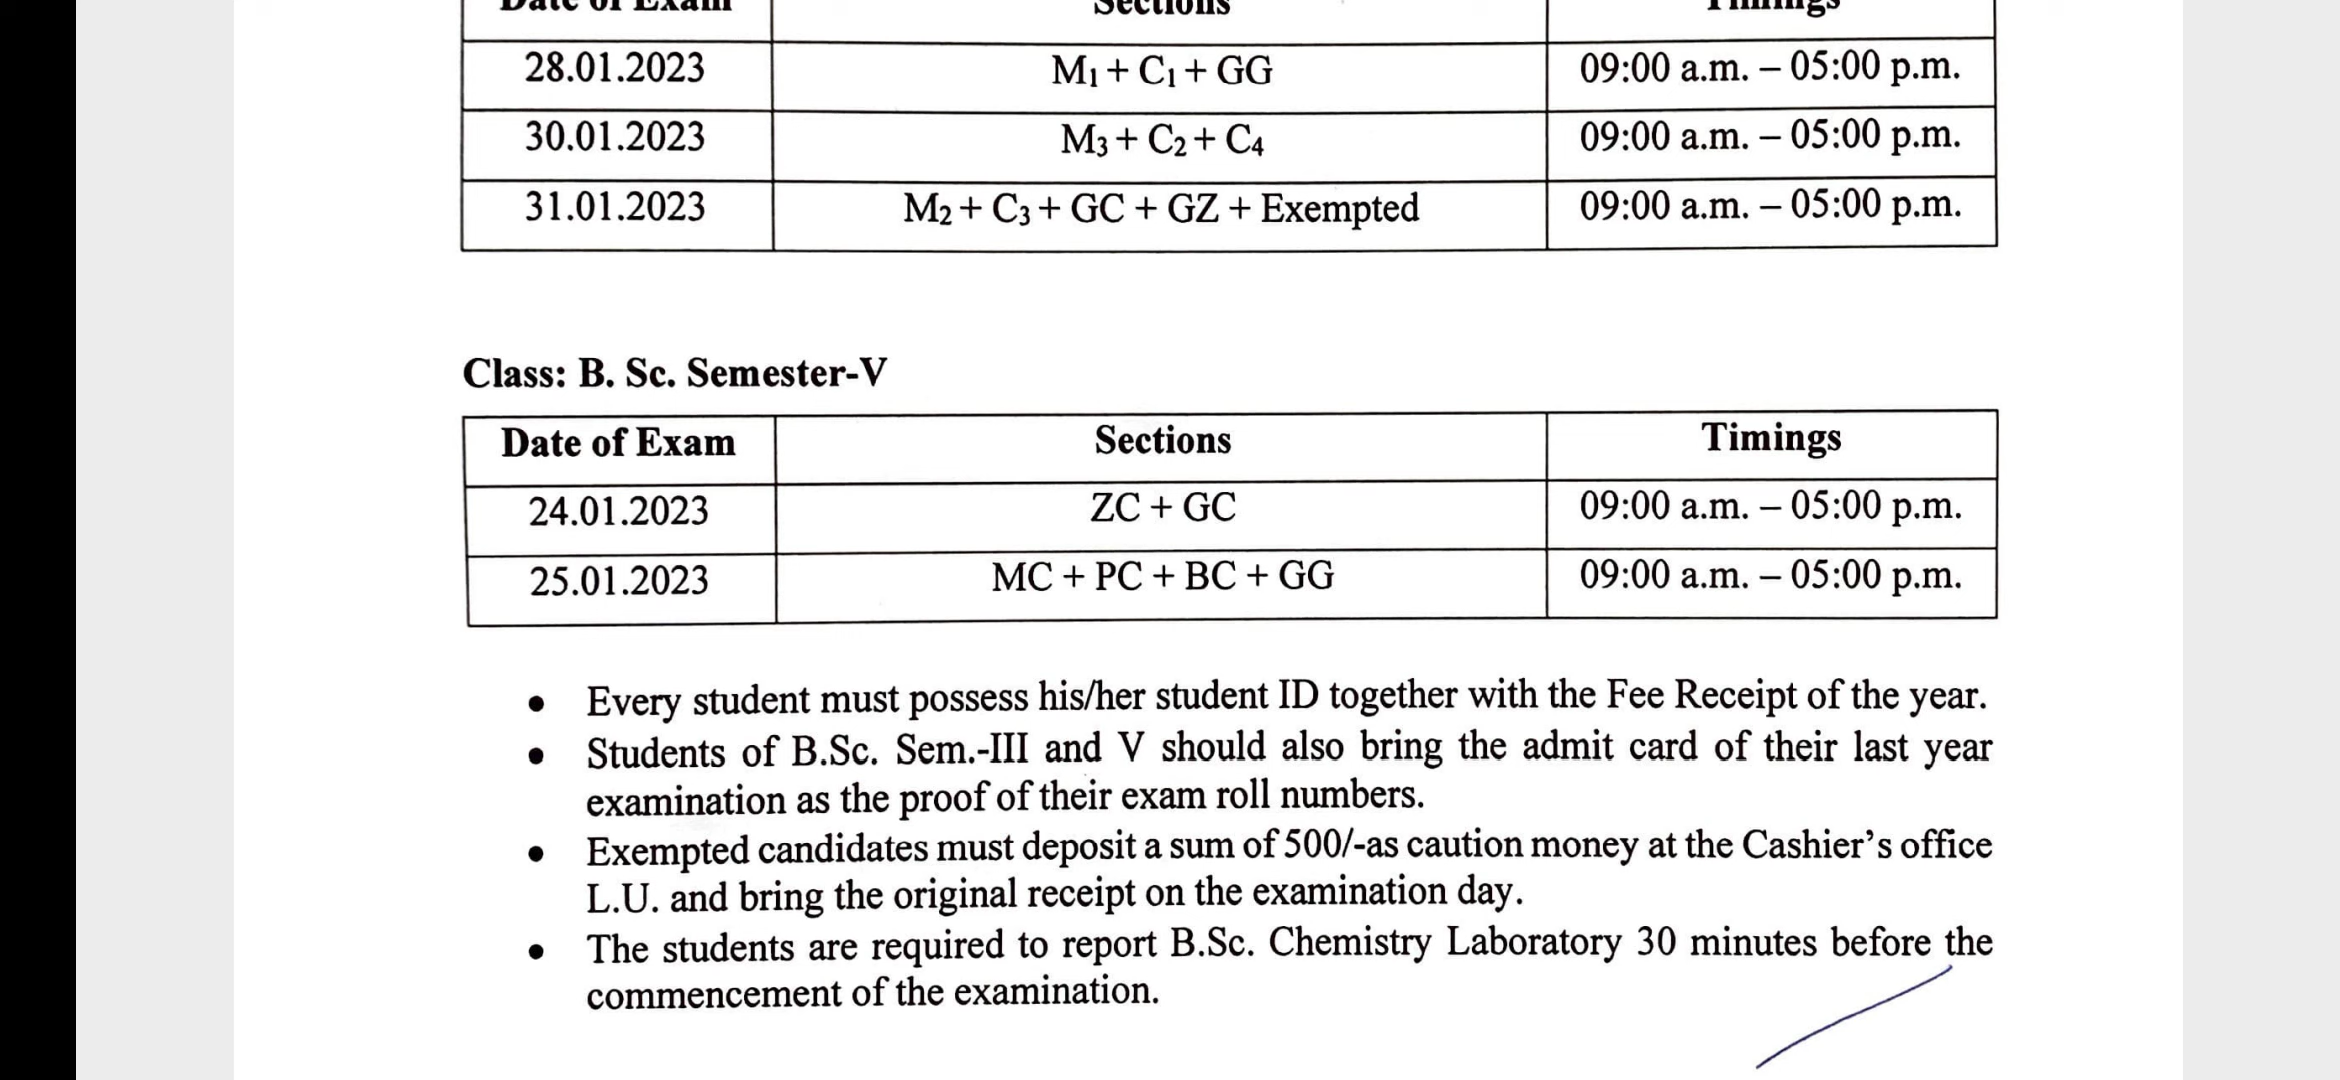 Date of Exam Sections Timings
28.01.2023 M₁ + C₁ + GG 09:00 a.m. – 05:00 p.m.
30.01.2023 M₃ + C₂ + C₄ 09:00 a.m. – 05:00 p.m.
31.01.2023 M₂ + C₃ + GC + GZ + Exempted 09:00 a.m. – 05:00 p.m.
Class: B. Sc. Semester-V
Date of Exam Sections Timings
24.01.2023 ZC + GC 09:00 a.m. – 05:00 p.m.
25.01.2023 MC + PC + BC + GG 09:00 a.m. – 05:00 p.m.
• Every student must possess his/her student ID together with the Fee Receipt of the year.
• Students of B.Sc. Sem.-III and V should also bring the admit card of their last year
examination as the proof of their exam roll numbers.
• Exempted candidates must deposit a sum of 500/-as caution money at the Cashier’s office
L.U. and bring the original receipt on the examination day.
• The students are required to report B.Sc. Chemistry Laboratory 30 minutes before the
commencement of the examination.